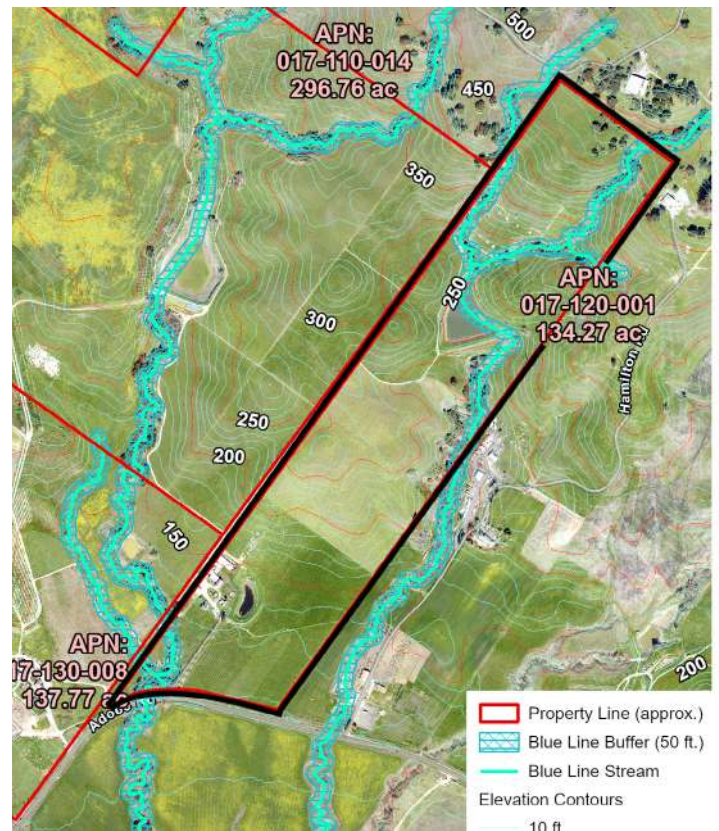 500
APN:
017-110-014
296.76 ac
450
350
APN:
017-120-001
134.27 ac
250
300
Hamilton Rd
250
200
150
APN:
17-130-008
137.77 ac
200
Property Line (approx.)
Blue Line Buffer (50 ft.)
Blue Line Stream
Elevation Contours
10 ft